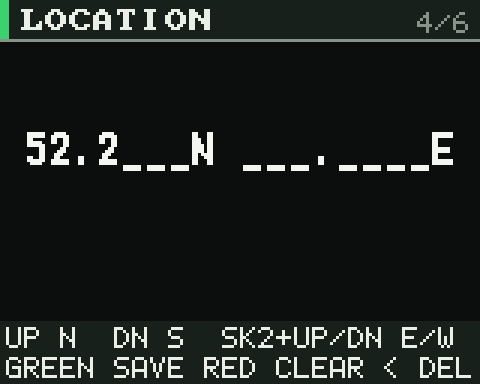 LOCATION 4/6
52.2___N ___.____E
UP N DN S SK2+UP/DN E/W
GREEN SAVE RED CLEAR < DEL